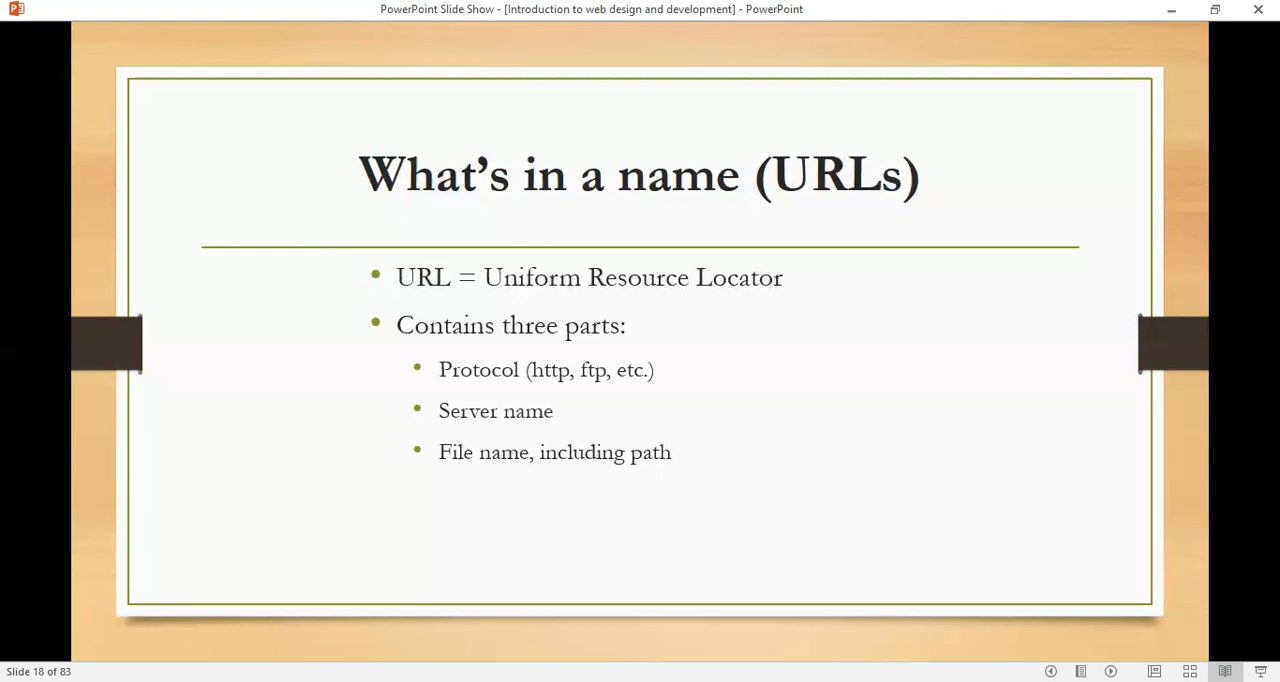 PowerPoint Slide Show - [Introduction to web design and development] - PowerPoint
What's in a name (URLs)
• URL = Uniform Resource Locator
• Contains three parts:
• Protocol (http, ftp, etc.)
• Server name
• File name, including path
Slide 18 of 83